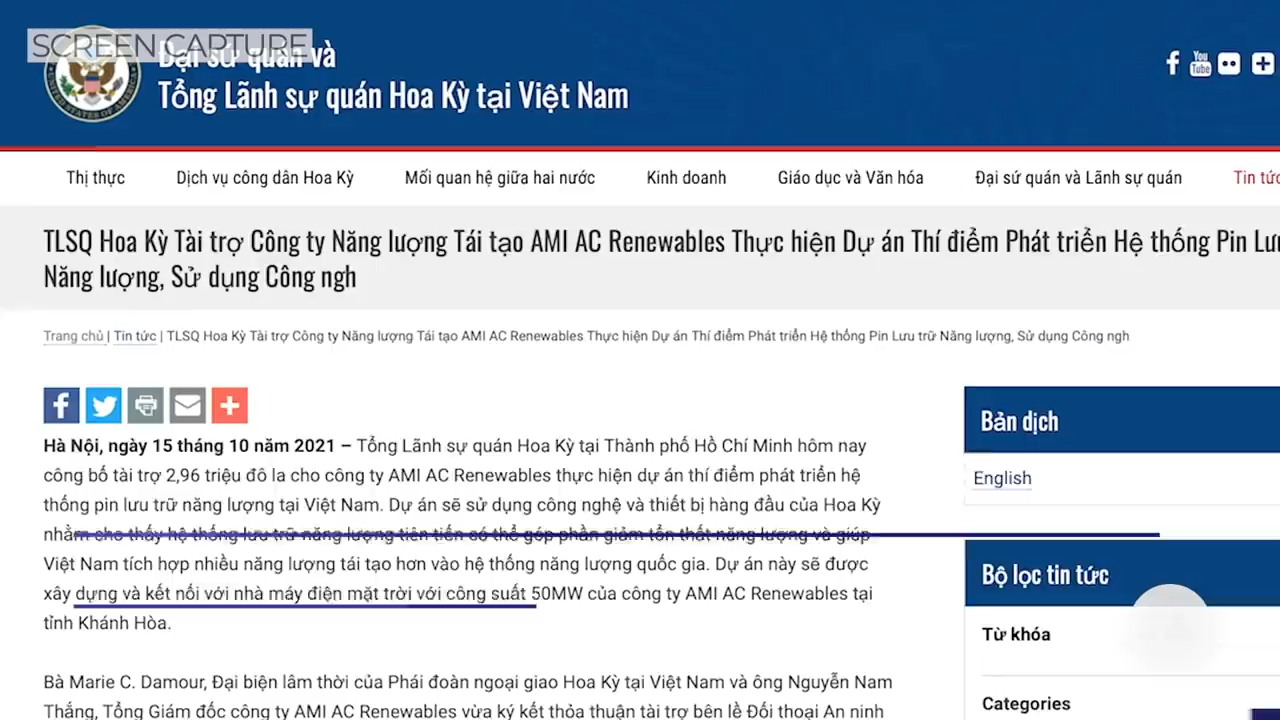 SCREEN CAPTURE
Đại sứ quán và
Tổng Lãnh sự quán Hoa Kỳ tại Việt Nam
You Tube
Thị thực Dịch vụ công dân Hoa Kỳ Mối quan hệ giữa hai nước Kinh doanh Giáo dục và Văn hóa Đại sứ quán và Lãnh sự quán Tin tức
TLSQ Hoa Kỳ Tài trợ Công ty Năng lượng Tái tạo AMI AC Renewables Thực hiện Dự án Thí điểm Phát triển Hệ thống Pin Lưu
Năng lượng, Sử dụng Công ngh
Trang chủ | Tin tức | TLSQ Hoa Kỳ Tài trợ Công ty Năng lượng Tái tạo AMI AC Renewables Thực hiện Dự án Thí điểm Phát triển Hệ thống Pin Lưu trữ Năng lượng, Sử dụng Công ngh
Hà Nội, ngày 15 tháng 10 năm 2021 – Tổng Lãnh sự quán Hoa Kỳ tại Thành phố Hồ Chí Minh hôm nay
công bố tài trợ 2,96 triệu đô la cho công ty AMI AC Renewables thực hiện dự án thí điểm phát triển hệ
thống pin lưu trữ năng lượng tại Việt Nam. Dự án sẽ sử dụng công nghệ và thiết bị hàng đầu của Hoa Kỳ
nhằm cho thấy hệ thống lưu trữ năng lượng tiên tiến có thể góp phần giảm tổn thất năng lượng và giúp
Việt Nam tích hợp nhiều năng lượng tái tạo hơn vào hệ thống năng lượng quốc gia. Dự án này sẽ được
xây dựng và kết nối với nhà máy điện mặt trời với công suất 50MW của công ty AMI AC Renewables tại
tỉnh Khánh Hòa.
Bà Marie C. Damour, Đại biện lâm thời của Phái đoàn ngoại giao Hoa Kỳ tại Việt Nam và ông Nguyễn Nam
Thắng, Tổng Giám đốc công ty AMI AC Renewables vừa ký kết thỏa thuận tài trợ bên lề Đối thoại An ninh
Bản dịch
English
Bộ lọc tin tức
Từ khóa
Categories